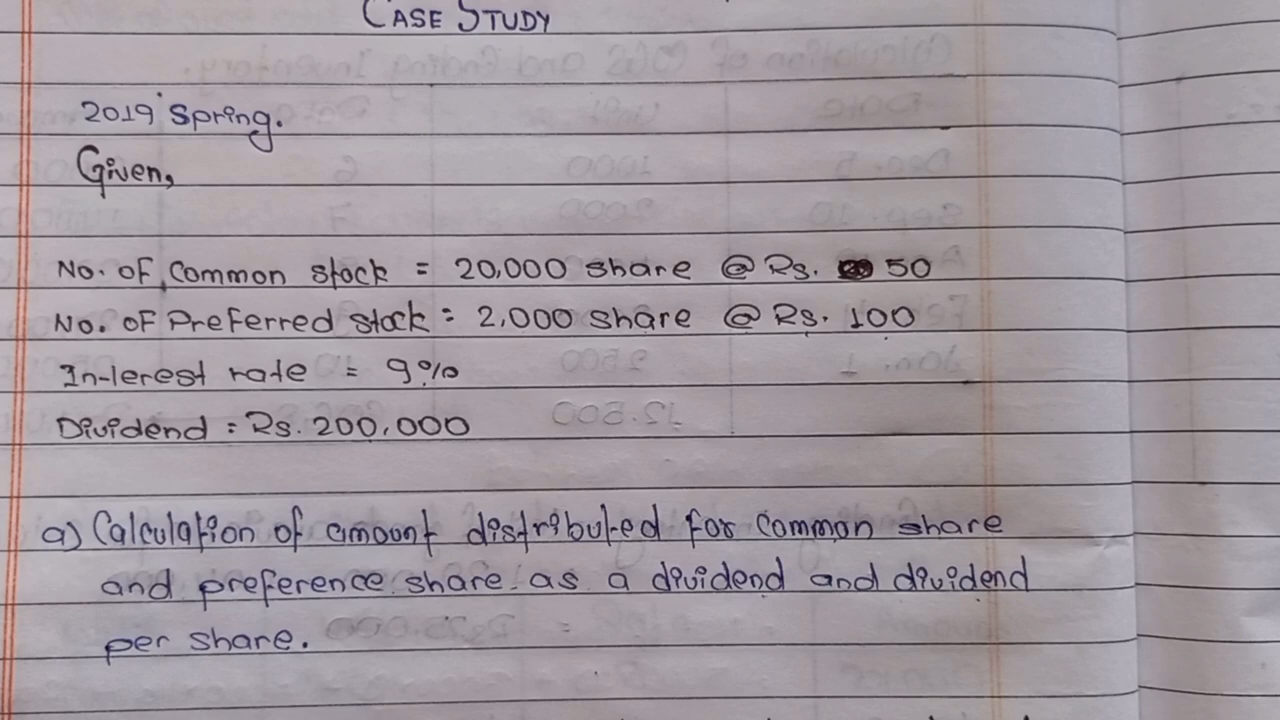 CASE STUDY
2019 Spring.
Given,
No. of Common stock = 20,000 share @ Rs. 50
No. of Preferred stock = 2,000 share @ Rs. 100
Interest rate = 9%
Dividend = Rs. 200,000
a) Calculation of amount distributed for common share
and preference share as a dividend and dividend
per share.